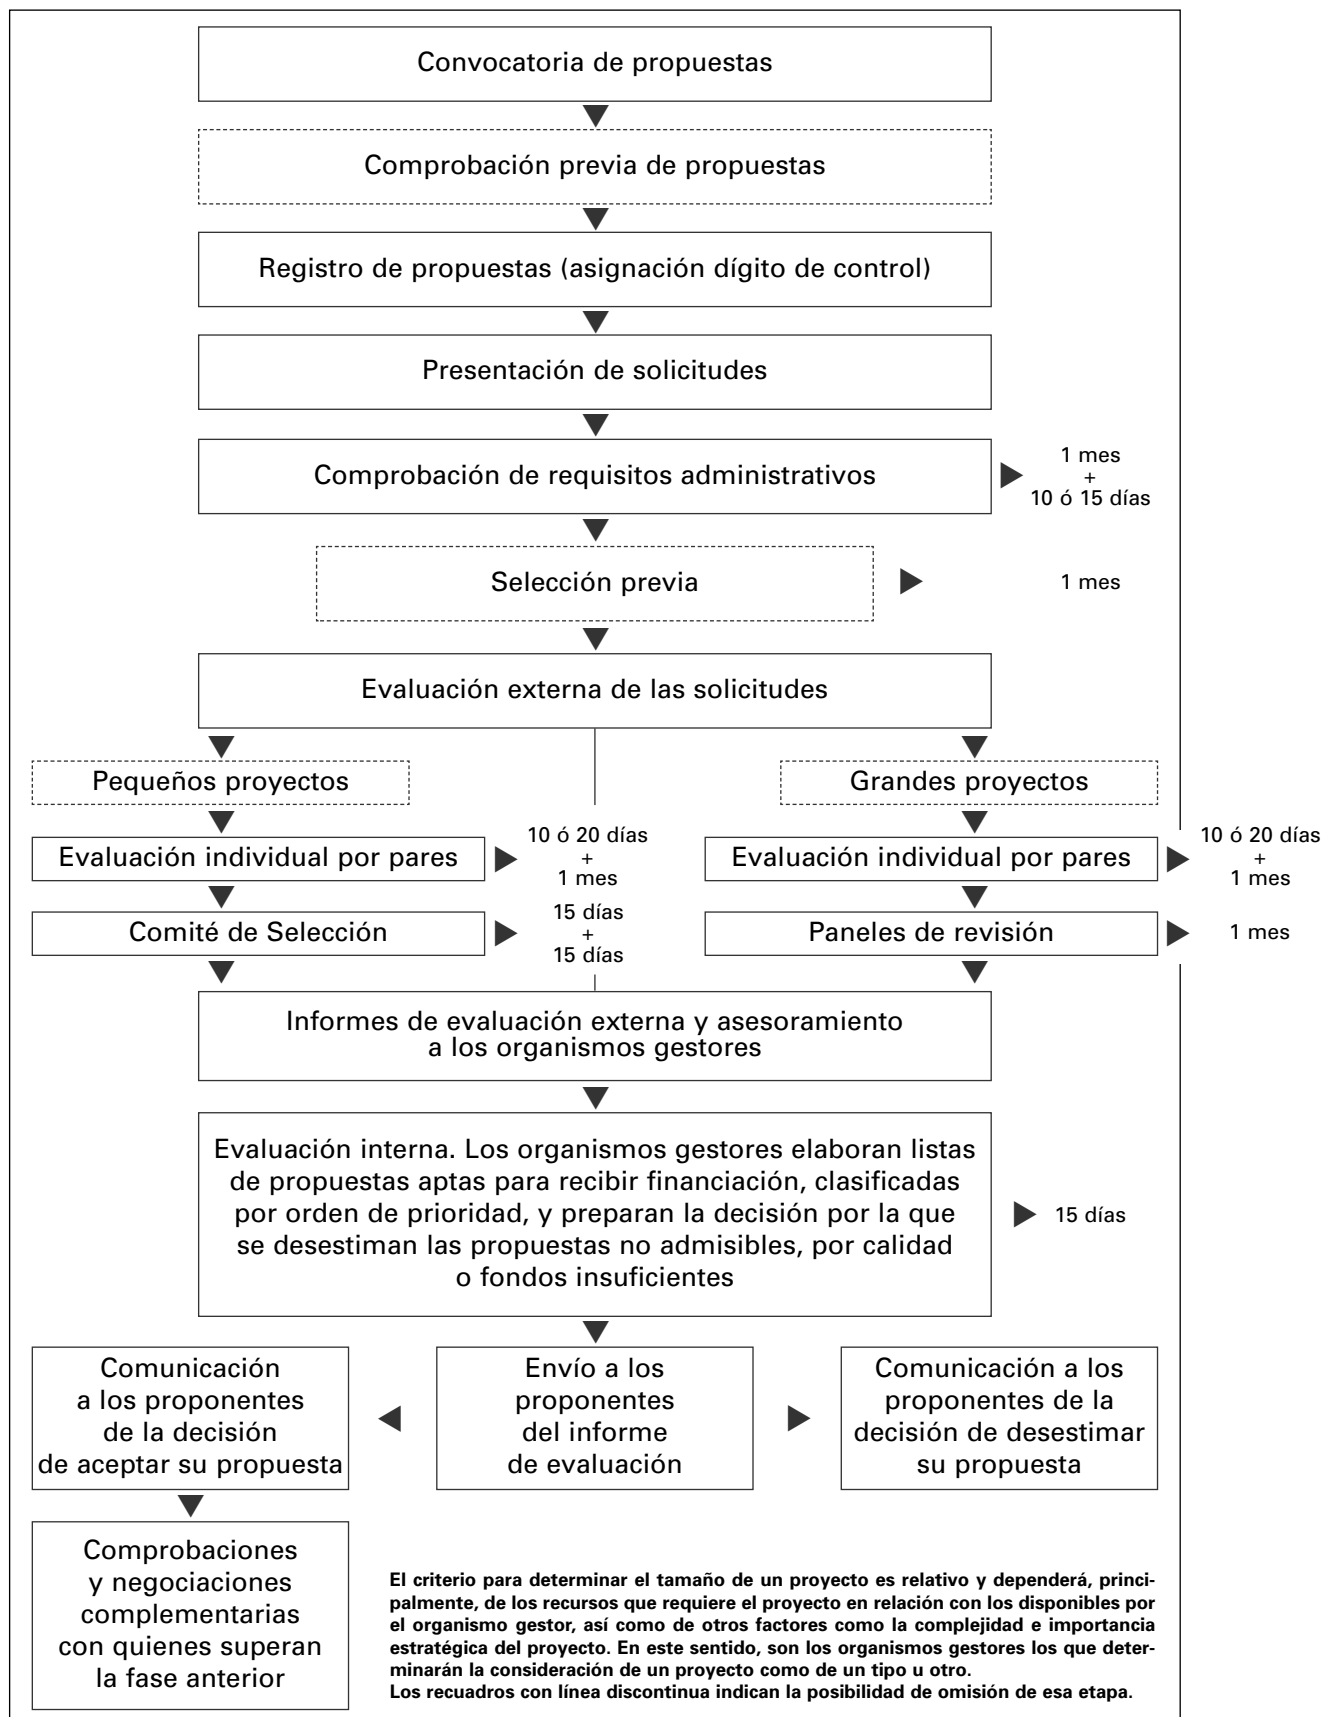 Convocatoria de propuestas
Comprobación previa de propuestas
Registro de propuestas (asignación dígito de control)
Presentación de solicitudes
Comprobación de requisitos administrativos
1 mes
+
10 ó 15 días
Selección previa
1 mes
Evaluación externa de las solicitudes
Pequeños proyectos
Grandes proyectos
Evaluación individual por pares
10 ó 20 días
+
1 mes
Evaluación individual por pares
10 ó 20 días
+
1 mes
Comité de Selección
15 días
+
15 días
Paneles de revisión
1 mes
Informes de evaluación externa y asesoramiento
a los organismos gestores
Evaluación interna. Los organismos gestores elaboran listas
de propuestas aptas para recibir financiación, clasificadas
por orden de prioridad, y preparan la decisión por la que
se desestiman las propuestas no admisibles, por calidad
o fondos insuficientes
15 días
Comunicación
a los proponentes
de la decisión
de aceptar su propuesta
Envío a los
proponentes
del informe
de evaluación
Comunicación a los
proponentes de la
decisión de desestimar
su propuesta
Comprobaciones
y negociaciones
complementarias
con quienes superan
la fase anterior
El criterio para determinar el tamaño de un proyecto es relativo y dependerá, princi-
palmente, de los recursos que requiere el proyecto en relación con los disponibles por
el organismo gestor, así como de otros factores como la complejidad e importancia
estratégica del proyecto. En este sentido, son los organismos gestores los que deter-
minarán la consideración de un proyecto como de un tipo u otro.
Los recuadros con línea discontinua indican la posibilidad de omisión de esa etapa.